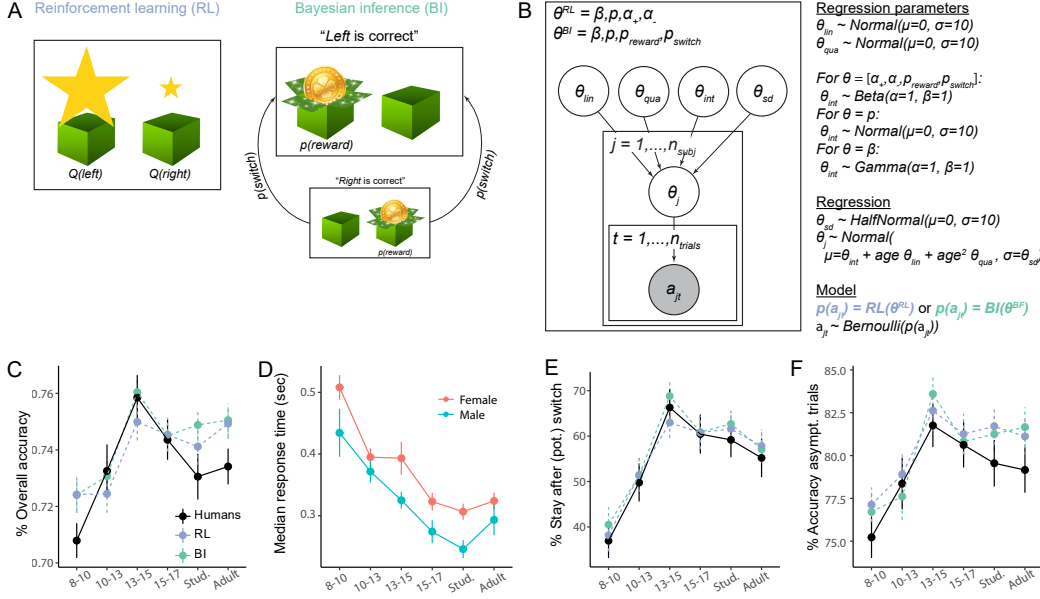 A
Reinforcement learning (RL)
Bayesian inference (BI)
"Left is correct"
p(reward)
p(switch)
p(switch)
Q(left)
Q(right)
"Right is correct"
p(reward)
B
θ^RL = β,p,α₊,α₋
θ^BI = β,p,p_reward,p_switch
θ_lin
θ_qua
θ_int
θ_sd
j = 1,...,n_subj
θ_j
t = 1,...,n_trials
a_jt
Regression parameters
θ_lin ~ Normal(μ=0, σ=10)
θ_qua ~ Normal(μ=0, σ=10)
For θ = [α₊,α₋,p_reward,p_switch]:
θ_int ~ Beta(α=1, β=1)
For θ = p:
θ_int ~ Normal(μ=0, σ=10)
For θ = β:
θ_int ~ Gamma(α=1, β=1)
Regression
θ_sd ~ HalfNormal(μ=0, σ=10)
θ_j ~ Normal(
μ=θ_int + age θ_lin + age² θ_qua , σ=θ_sd)
Model
p(a_jt) = RL(θ^RL) or p(a_jt) = BI(θ^BF)
a_jt ~ Bernoulli(p(a_jt))
C
% Overall accuracy
0.76
0.74
0.72
0.70
Humans
RL
BI
8-10
10-13
13-15
15-17
Stud.
Adult
D
Median response time (sec)
0.5
0.4
0.3
Female
Male
8-10
10-13
13-15
15-17
Stud.
Adult
E
% Stay after (pot.) switch
70
60
50
40
8-10
10-13
13-15
15-17
Stud.
Adult
F
% Accuracy asympt. trials
85.0
82.5
80.0
77.5
75.0
8-10
10-13
13-15
15-17
Stud.
Adult